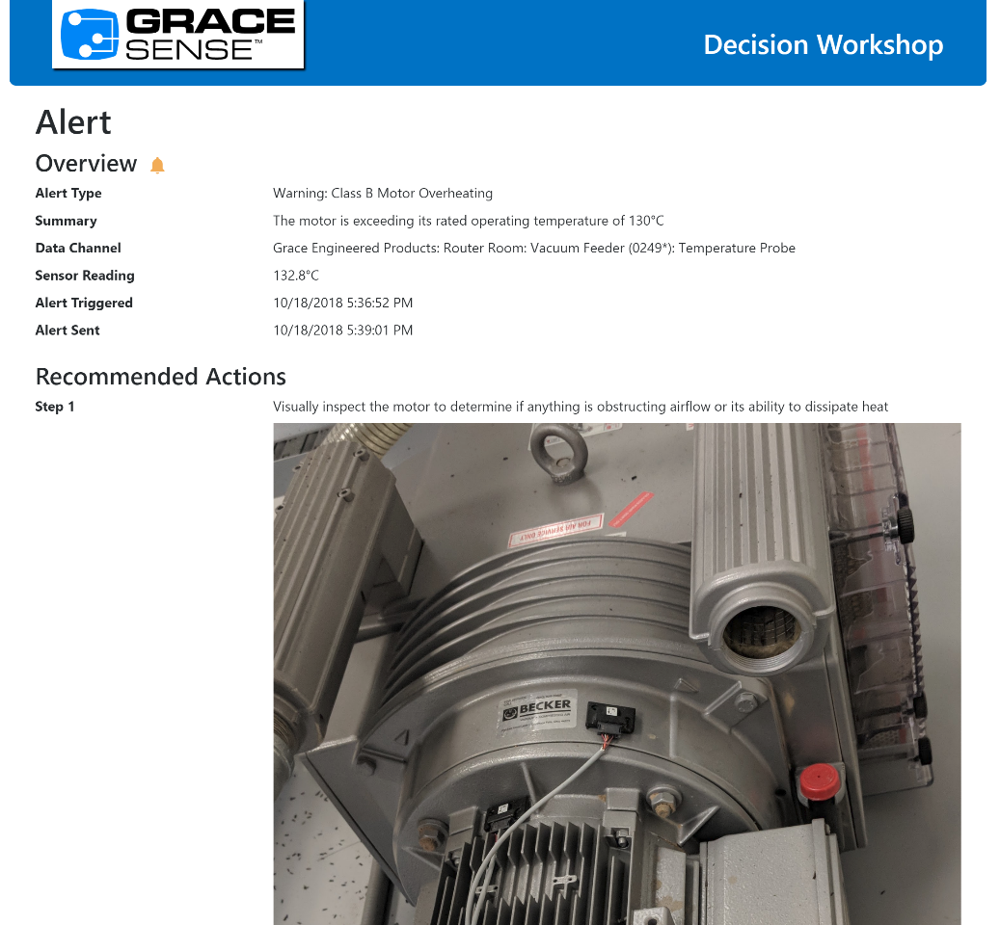 GRACE
SENSE™
Decision Workshop
Alert
Overview
Alert Type Warning: Class B Motor Overheating
Summary The motor is exceeding its rated operating temperature of 130°C
Data Channel Grace Engineered Products: Router Room: Vacuum Feeder (0249*): Temperature Probe
Sensor Reading 132.8°C
Alert Triggered 10/18/2018 5:36:52 PM
Alert Sent 10/18/2018 5:39:01 PM
Recommended Actions
Step 1 Visually inspect the motor to determine if anything is obstructing airflow or its ability to dissipate heat
FOR AIR SERVICE ONLY
BECKER